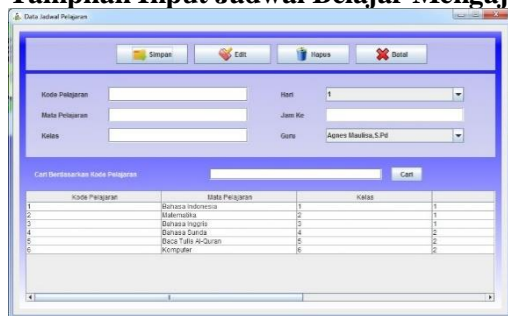 Tampilan Input Jadwal Belajar Mengaj
Data Jadwal Pelajaran
Simpan Edit Hapus Batal
Kode Pelajaran Hari 1
Mata Pelajaran Jam Ke
Kelas Guru Agnes Maulisa,S.Pd
Cari Berdasarkan Kode Pelajaran Cari
Kode Pelajaran Mata Pelajaran Kelas
1 Bahasa Indonesia 1 1
2 Matematika 2 1
3 Bahasa Inggris 3 1
4 Bahasa Sunda 4 2
5 Baca Tulis Al-Quran 5 2
6 Komputer 6 2